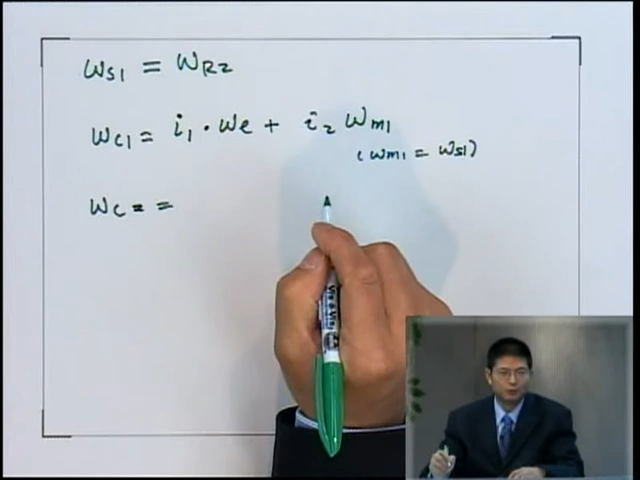 ωS1 = ωR2
ωC1 = i1 · ωe + i2 ωm1
(ωm1 = ωS1)
ωC2 =